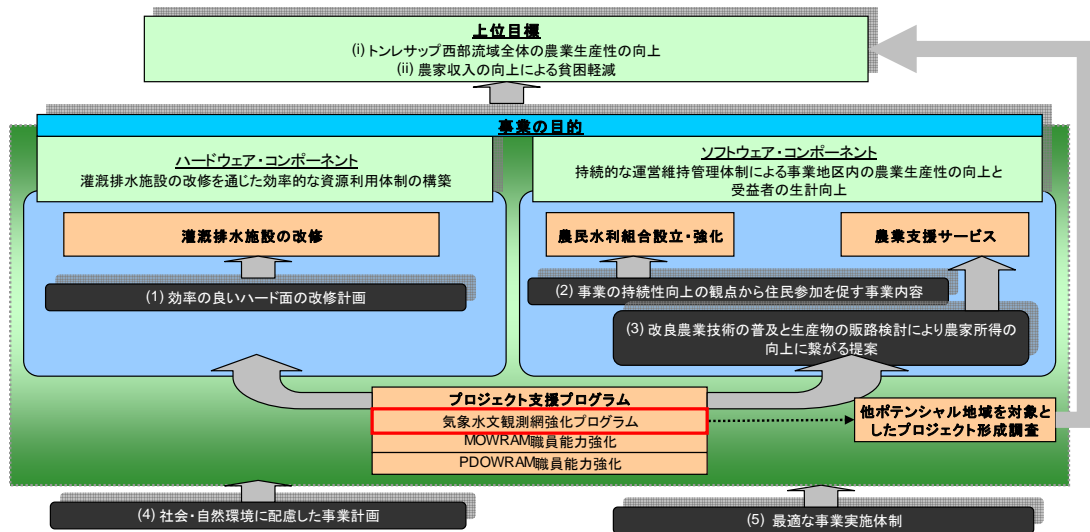 上位目標
(i) トンレサップ西部流域全体の農業生産性の向上
(ii) 農家収入の向上による貧困軽減
事業の目的
ハードウェア・コンポーネント
灌漑排水施設の改修を通じた効率的な資源利用体制の構築
ソフトウェア・コンポーネント
持続的な運営維持管理体制による事業地区内の農業生産性の向上と
受益者の生計向上
灌漑排水施設の改修
農民水利組合設立・強化
農業支援サービス
(1) 効率の良いハード面の改修計画
(2) 事業の持続性向上の観点から住民参加を促す事業内容
(3) 改良農業技術の普及と生産物の販路検討により農家所得の
向上に繋がる提案
プロジェクト支援プログラム
気象水文観測網強化プログラム
MOWRAM職員能力強化
PDOWRAM職員能力強化
他ポテンシャル地域を対象と
したプロジェクト形成調査
(4) 社会・自然環境に配慮した事業計画
(5) 最適な事業実施体制